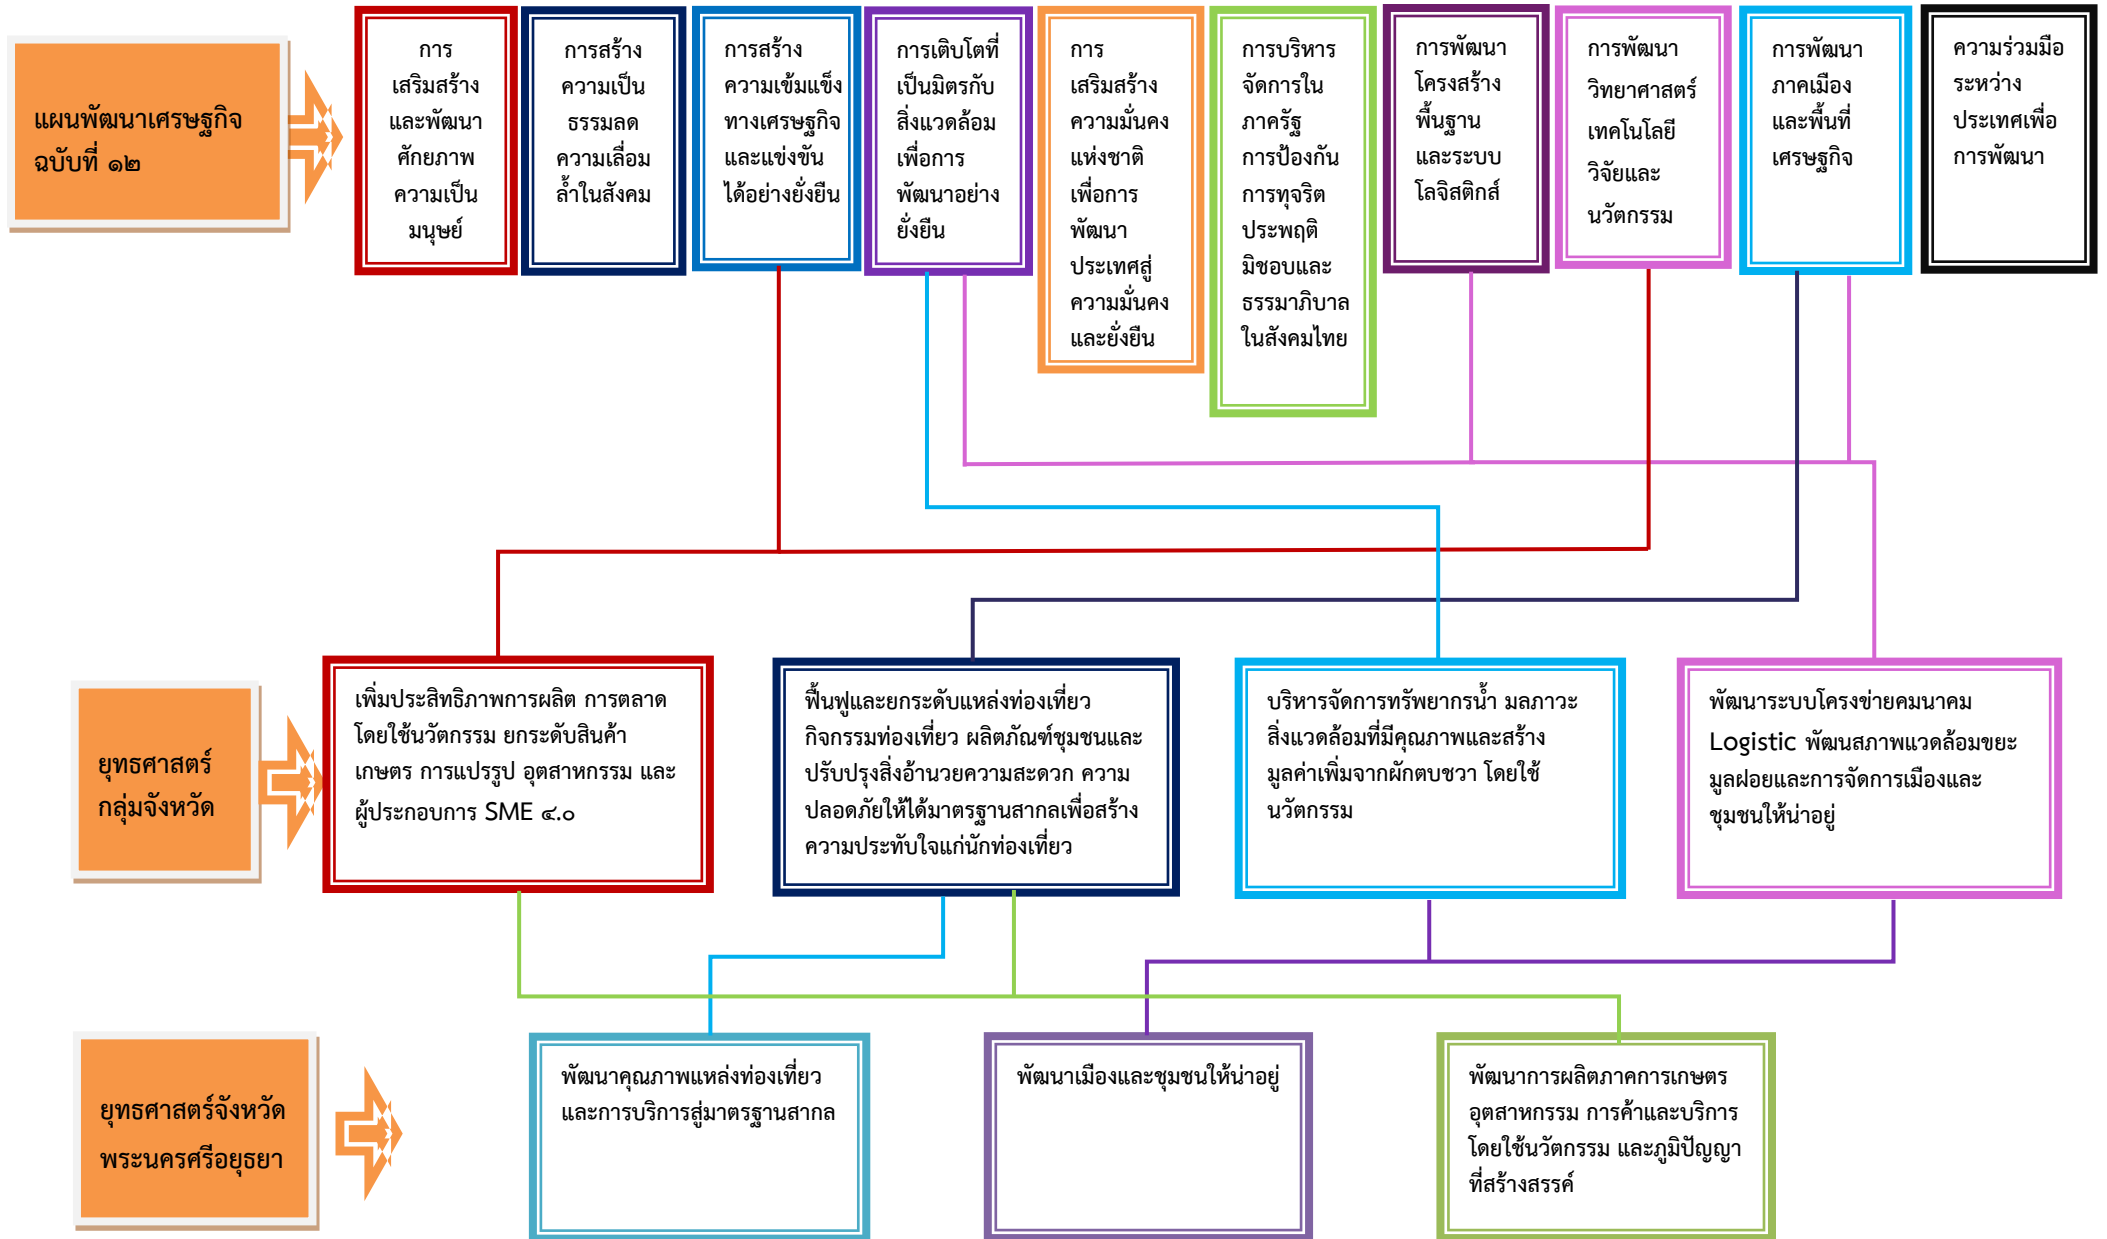 แผนพัฒนาเศรษฐกิจ
ฉบับที่ ๑๒
การ
เสริมสร้าง
และพัฒนา
ศักยภาพ
ความเป็น
มนุษย์
การสร้าง
ความเป็น
ธรรมลด
ความเลื่อม
ล้ำในสังคม
การสร้าง
ความเข้มแข็ง
ทางเศรษฐกิจ
และแข่งขัน
ได้อย่างยั่งยืน
การเติบโตที่
เป็นมิตรกับ
สิ่งแวดล้อม
เพื่อการ
พัฒนาอย่าง
ยั่งยืน
การ
เสริมสร้าง
ความมั่นคง
แห่งชาติ
เพื่อการ
พัฒนา
ประเทศสู่
ความมั่นคง
และยั่งยืน
การบริหาร
จัดการใน
ภาครัฐ
การป้องกัน
การทุจริต
ประพฤติ
มิชอบและ
ธรรมาภิบาล
ในสังคมไทย
การพัฒนา
โครงสร้าง
พื้นฐาน
และระบบ
โลจิสติกส์
การพัฒนา
วิทยาศาสตร์
เทคโนโลยี
วิจัยและ
นวัตกรรม
การพัฒนา
ภาคเมือง
และพื้นที่
เศรษฐกิจ
ความร่วมมือ
ระหว่าง
ประเทศเพื่อ
การพัฒนา
ยุทธศาสตร์
กลุ่มจังหวัด
เพิ่มประสิทธิภาพการผลิต การตลาด
โดยใช้นวัตกรรม ยกระดับสินค้า
เกษตร การแปรรูป อุตสาหกรรม และ
ผู้ประกอบการ SME ๔.๐
ฟื้นฟูและยกระดับแหล่งท่องเที่ยว
กิจกรรมท่องเที่ยว ผลิตภัณฑ์ชุมชนและ
ปรับปรุงสิ่งอำนวยความสะดวก ความ
ปลอดภัยให้ได้มาตรฐานสากลเพื่อสร้าง
ความประทับใจแก่นักท่องเที่ยว
บริหารจัดการทรัพยากรน้ำ มลภาวะ
สิ่งแวดล้อมที่มีคุณภาพและสร้าง
มูลค่าเพิ่มจากผักตบชวา โดยใช้
นวัตกรรม
พัฒนาระบบโครงข่ายคมนาคม
Logistic พัฒนสภาพแวดล้อมขยะ
มูลฝอยและการจัดการเมืองและ
ชุมชนให้น่าอยู่
ยุทธศาสตร์จังหวัด
พระนครศรีอยุธยา
พัฒนาคุณภาพแหล่งท่องเที่ยว
และการบริการสู่มาตรฐานสากล
พัฒนาเมืองและชุมชนให้น่าอยู่
พัฒนาการผลิตภาคการเกษตร
อุตสาหกรรม การค้าและบริการ
โดยใช้นวัตกรรม และภูมิปัญญา
ที่สร้างสรรค์